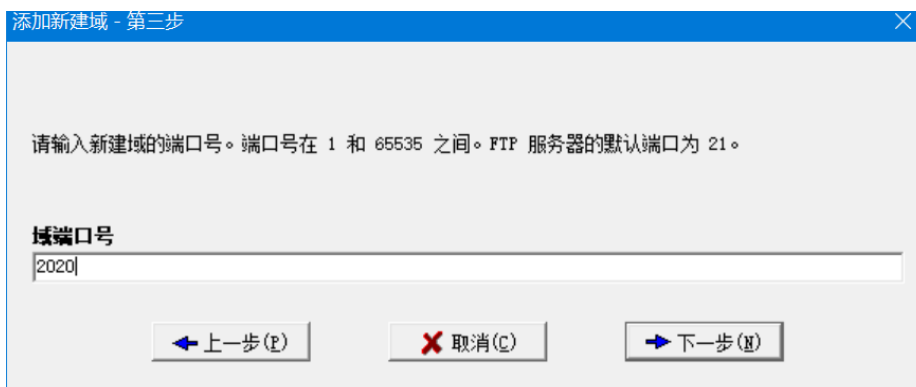 添加新建域 - 第三步
请输入新建域的端口号。端口号在 1 和 65535 之间。FTP 服务器的默认端口为 21。
域端口号
2020
上一步(P) 取消(C) 下一步(N)